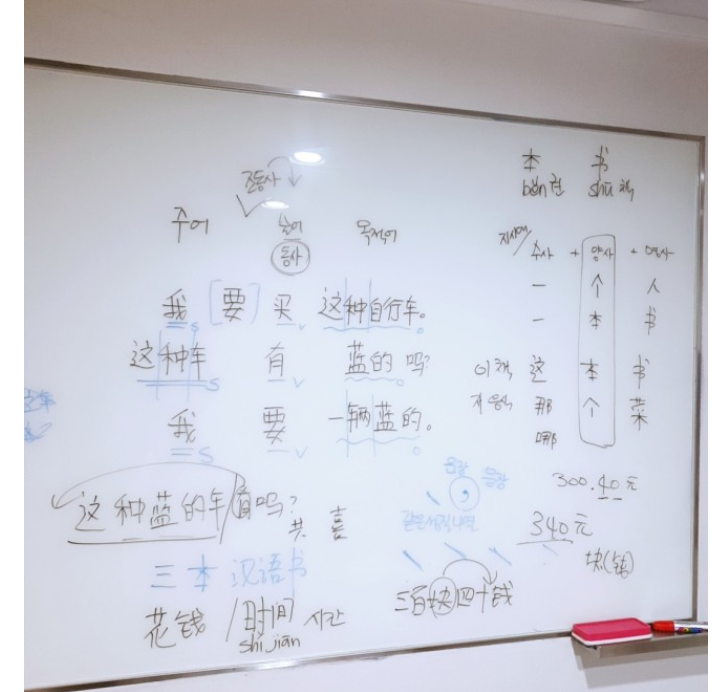 조동사
주어 술어 목적어
동사
我 [要] 买 这种自行车。
s v o
这种车 有 蓝的 吗?
s v o
我 要 一辆蓝的。
s v o
这种蓝的车 有吗?
共 喜
三本 汉语书
花钱 / 时间 시간
shí jiān
本 书
běn 권 shū 책
지시대/수사 + 양사 + 명사
一 个 人
一 本 书
이 책 这 本 书
저 음식 那 个 菜
哪
300.40元
340元
块(钱)
三百块四十钱